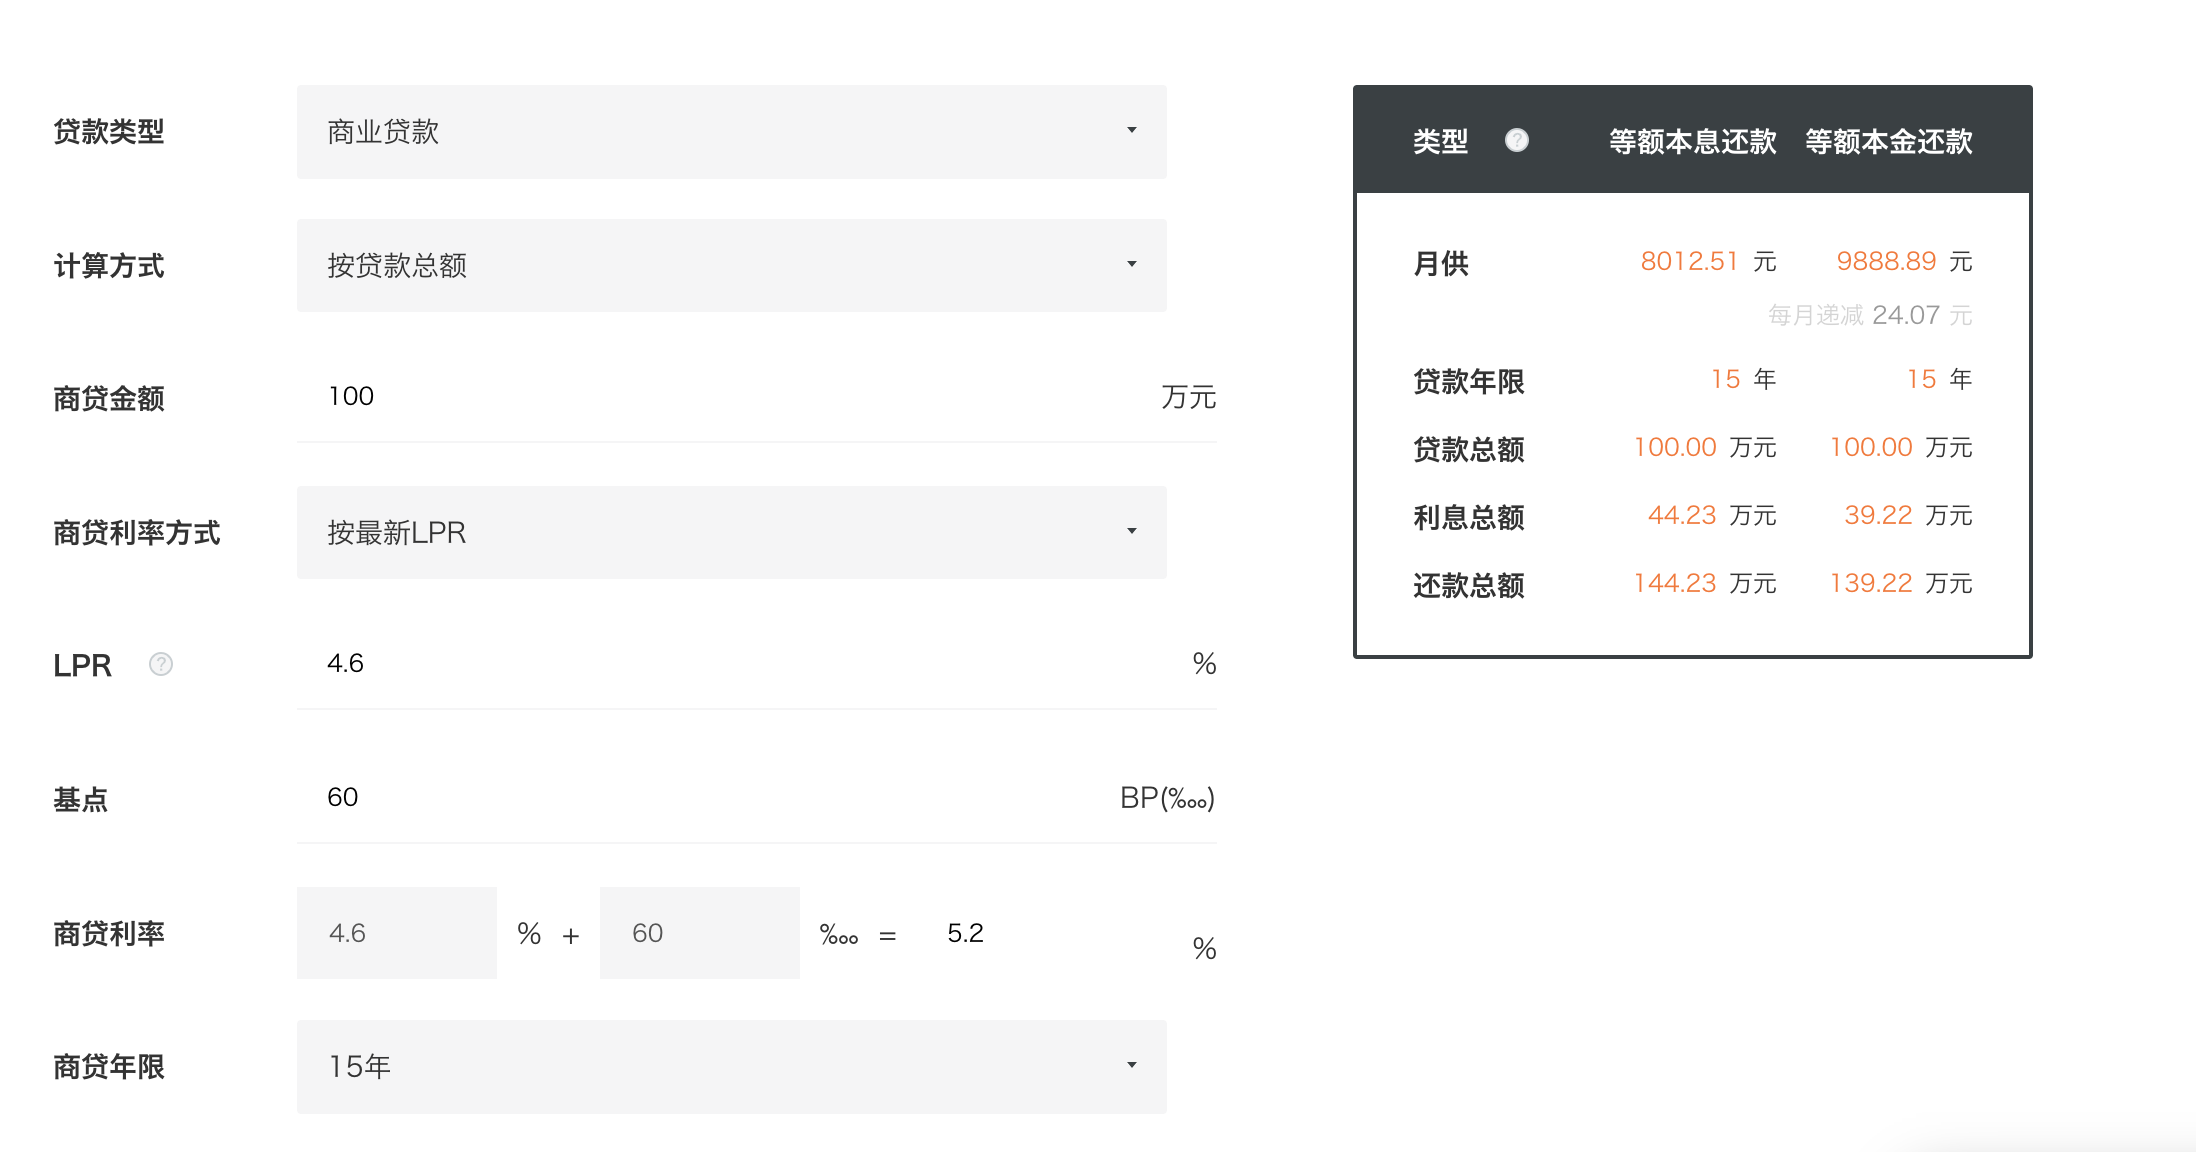 贷款类型 商业贷款
计算方式 按贷款总额
商贷金额 100 万元
商贷利率方式 按最新LPR
LPR ? 4.6 %
基点 60 BP(‱)
商贷利率 4.6 % + 60 ‱ = 5.2 %
商贷年限 15年
类型 ? 等额本息还款 等额本金还款
月供 8012.51 元 9888.89 元
每月递减 24.07 元
贷款年限 15 年 15 年
贷款总额 100.00 万元 100.00 万元
利息总额 44.23 万元 39.22 万元
还款总额 144.23 万元 139.22 万元